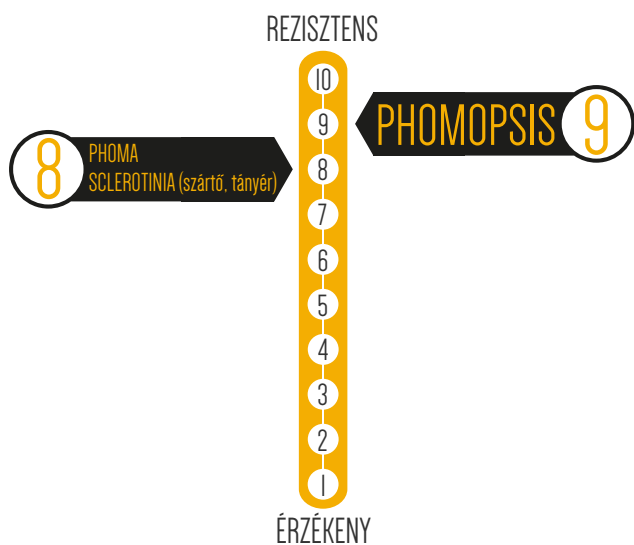 REZISZTENS
10
9
PHOMOPSIS 9
8
PHOMA
SCLEROTINIA (szártő, tányér)
8
7
6
5
4
3
2
1
ÉRZÉKENY